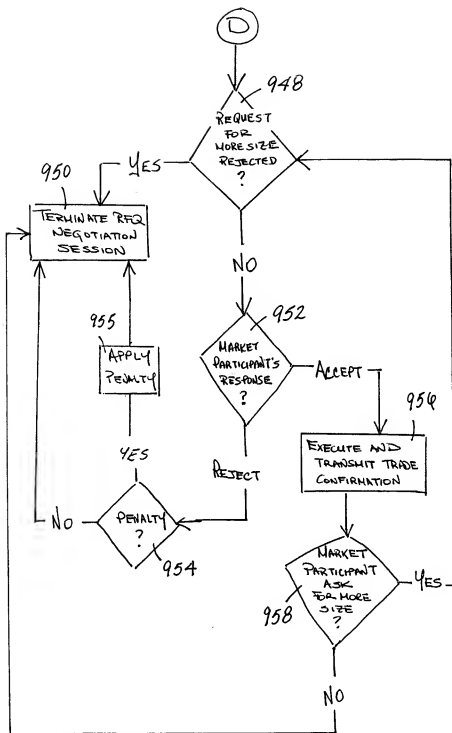 D
948
REQUEST
FOR
MORE SIZE
REJECTED
?
YES
950
TERMINATE RFQ
NEGOTIATION
SESSION
NO
952
MARKET
PARTICIPANT'S
RESPONSE
?
955
APPLY
PENALTY
ACCEPT
956
EXECUTE AND
TRANSMIT TRADE
CONFIRMATION
YES
REJECT
NO
PENALTY
?
954
MARKET
PARTICIPANT
ASK
FOR MORE
SIZE
?
YES
958
NO